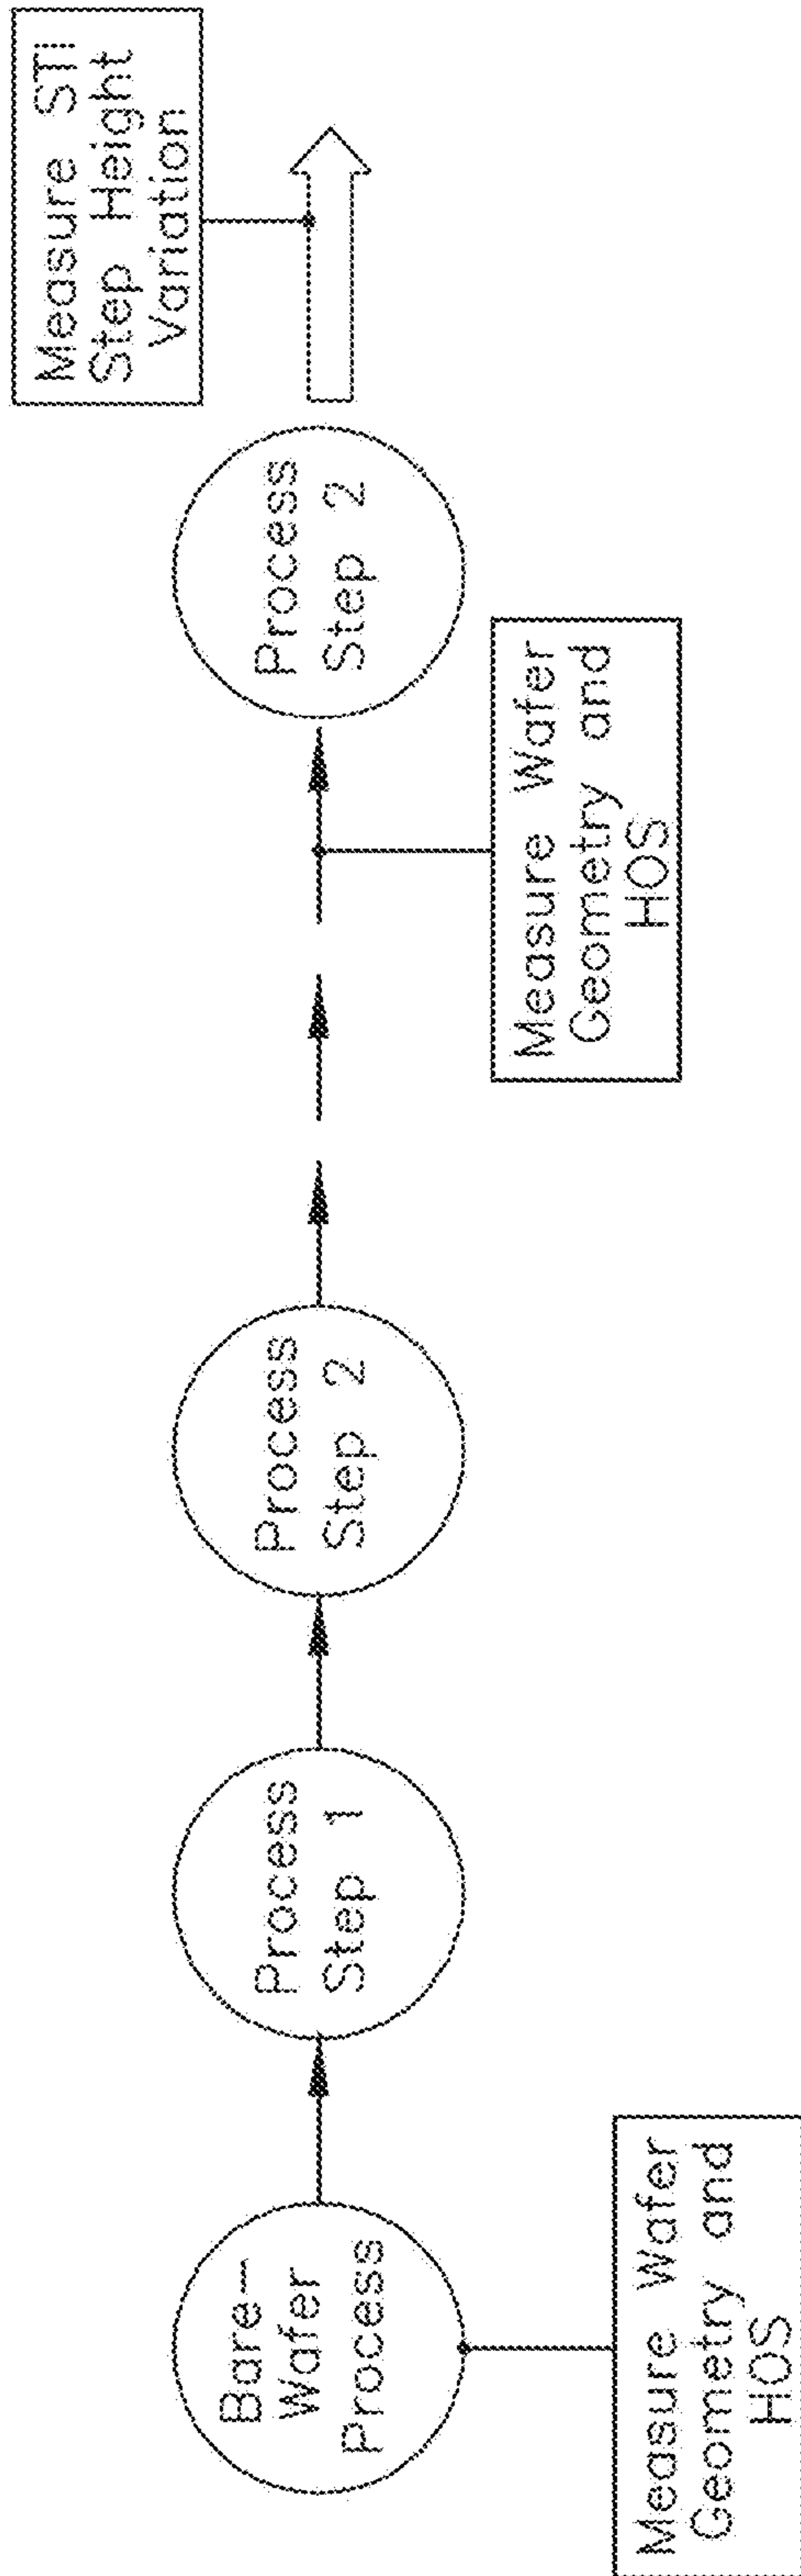 Bare-
Wafer
Process
Measure Wafer
Geometry and
HOS
Process
Step 1
Process
Step 2
Measure Wafer
Geometry and
HOS
Process
Step 2
Measure STI
Step Height
Variation